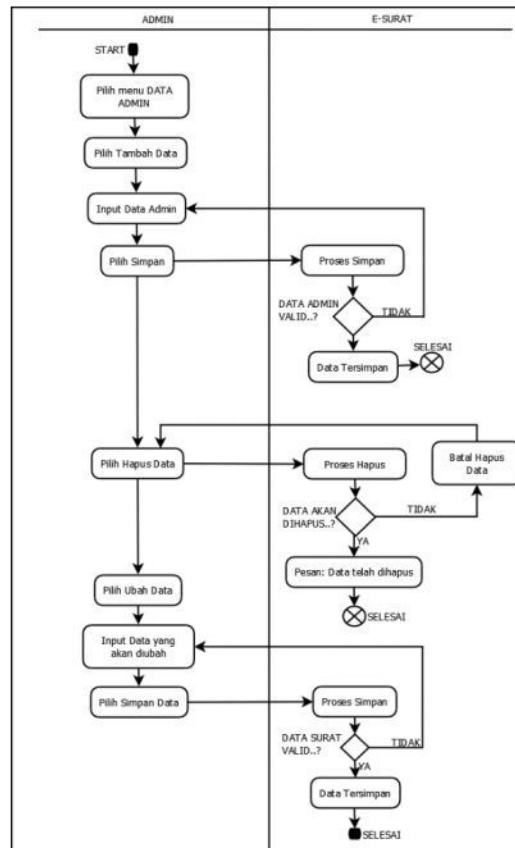 ADMIN
E-SURAT
START
Pilih menu DATA
ADMIN
Pilih Tambah Data
Input Data Admin
Pilih Simpan
Proses Simpan
DATA ADMIN
VALID..?
TIDAK
Data Tersimpan
SELESAI
Pilih Hapus Data
Proses Hapus
Batal Hapus
Data
DATA AKAN
DIHAPUS..?
TIDAK
YA
Pesan: Data telah dihapus
SELESAI
Pilih Ubah Data
Input Data yang
akan diubah
Pilih Simpan Data
Proses Simpan
DATA SURAT
VALID..?
TIDAK
YA
Data Tersimpan
SELESAI